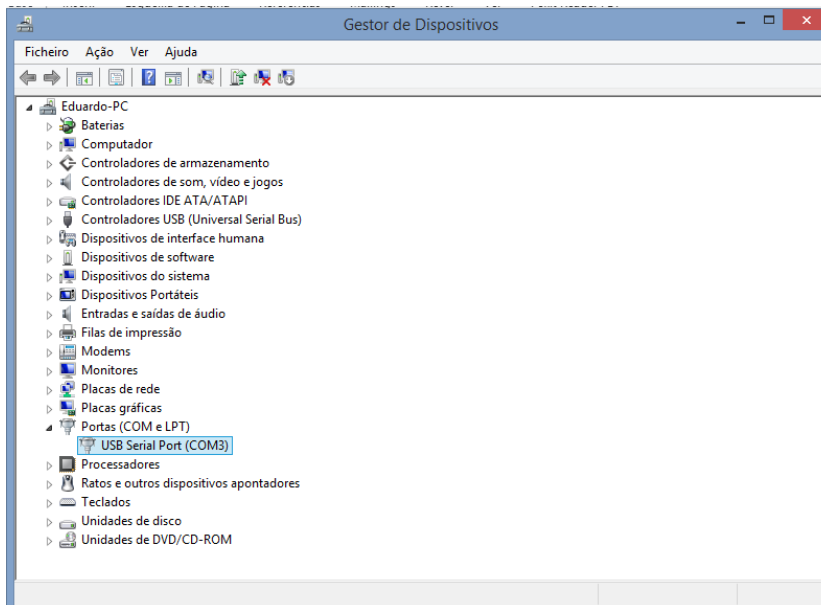 Gestor de Dispositivos
Ficheiro Ação Ver Ajuda
Eduardo-PC
Baterias
Computador
Controladores de armazenamento
Controladores de som, vídeo e jogos
Controladores IDE ATA/ATAPI
Controladores USB (Universal Serial Bus)
Dispositivos de interface humana
Dispositivos de software
Dispositivos do sistema
Dispositivos Portáteis
Entradas e saídas de áudio
Filas de impressão
Modems
Monitores
Placas de rede
Placas gráficas
Portas (COM e LPT)
USB Serial Port (COM3)
Processadores
Ratos e outros dispositivos apontadores
Teclados
Unidades de disco
Unidades de DVD/CD-ROM